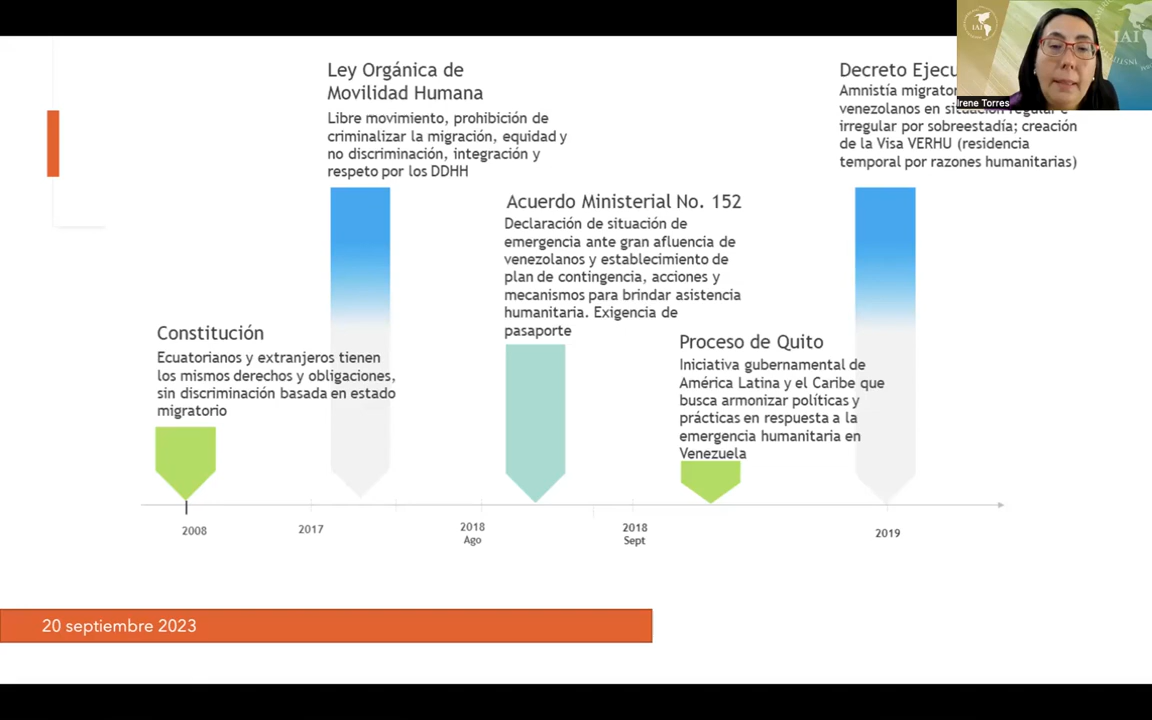 Ley Orgánica de
Movilidad Humana
Libre movimiento, prohibición de
criminalizar la migración, equidad y
no discriminación, integración y
respeto por los DDHH
Decreto
Amnistía
venezolanos en situación regular e
irregular por sobreestadía; creación
de la Visa VERHU (residencia
temporal por razones humanitarias)
IAI
IAI
Irene Torres
Acuerdo Ministerial No. 152
Declaración de situación de
emergencia ante gran afluencia de
venezolanos y establecimiento de
plan de contingencia, acciones y
mecanismos para brindar asistencia
humanitaria. Exigencia de
pasaporte
Constitución
Ecuatorianos y extranjeros tienen
los mismos derechos y obligaciones,
sin discriminación basada en estado
migratorio
Proceso de Quito
Iniciativa gubernamental de
América Latina y el Caribe que
busca armonizar políticas y
prácticas en respuesta a la
emergencia humanitaria en
Venezuela
2008
2017
2018
Ago
2018
Sept
2019
20 septiembre 2023